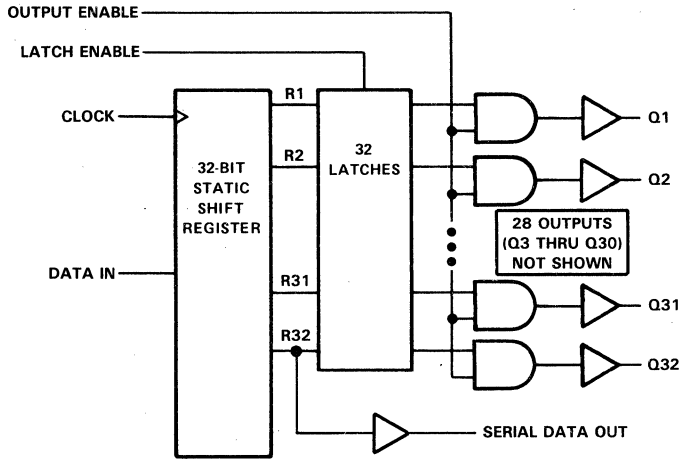 OUTPUT ENABLE
LATCH ENABLE
CLOCK
DATA IN
32-BIT
STATIC
SHIFT
REGISTER
R1
R2
R31
R32
32
LATCHES
Q1
Q2
28 OUTPUTS
(Q3 THRU Q30)
NOT SHOWN
Q31
Q32
SERIAL DATA OUT